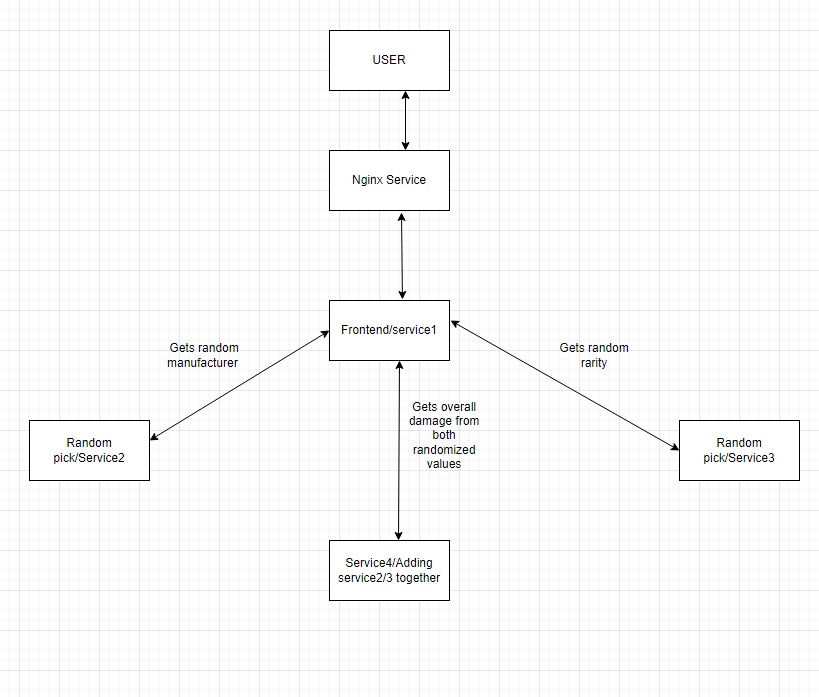 USER
Nginx Service
Frontend/service1
Gets random
manufacturer
Gets random
rarity
Gets overall
damage from
both
randomized
values
Random
pick/Service2
Random
pick/Service3
Service4/Adding
service2/3 together